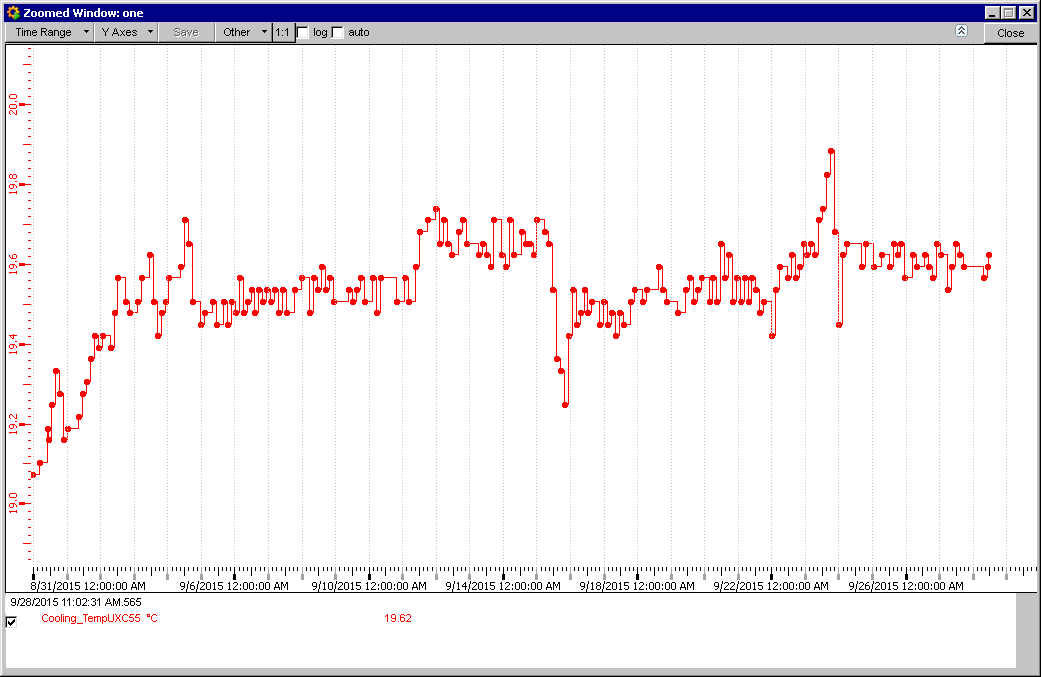 Zoomed Window: one
Time Range Y Axes Save Other 1:1 log auto Close
20.0
19.8
19.6
19.4
19.2
19.0
8/31/2015 12:00:00 AM 9/6/2015 12:00:00 AM 9/10/2015 12:00:00 AM 9/14/2015 12:00:00 AM 9/18/2015 12:00:00 AM 9/22/2015 12:00:00 AM 9/26/2015 12:00:00 AM
9/28/2015 11:02:31 AM.565
Cooling_TempUXC55 °C 19.62